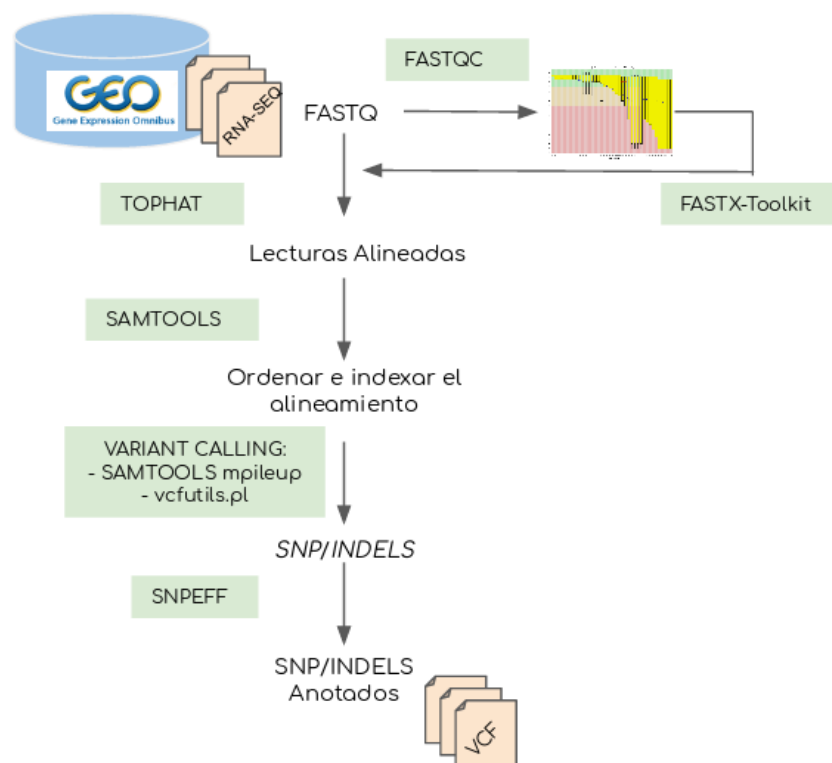 GEO
Gene Expression Omnibus
RNA-SEQ
FASTQ
FASTQC
FASTX-Toolkit
TOPHAT
Lecturas Alineadas
SAMTOOLS
Ordenar e indexar el
alineamiento
VARIANT CALLING:
- SAMTOOLS mpileup
- vcfutils.pl
SNP/INDELS
SNPEFF
SNP/INDELS
Anotados
VCF